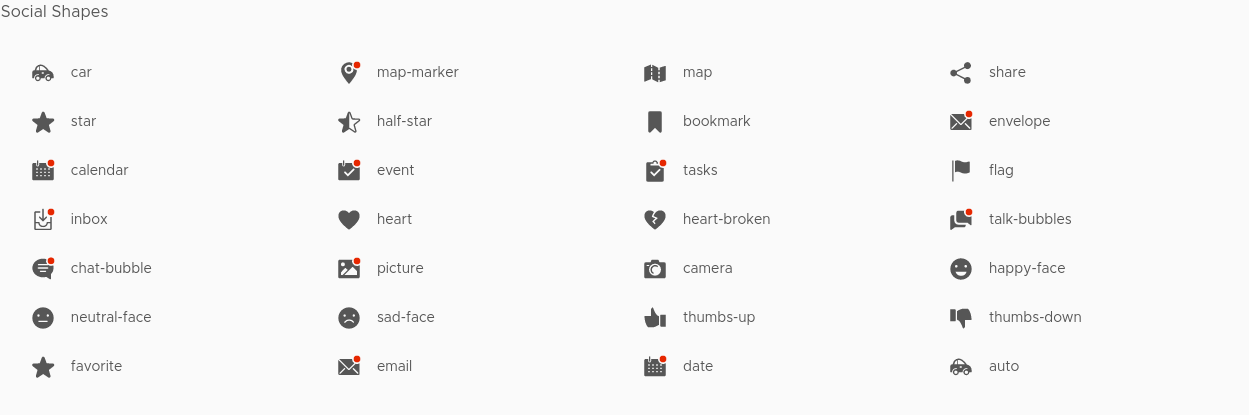 Social Shapes
car
map-marker
map
share
star
half-star
bookmark
envelope
calendar
event
tasks
flag
inbox
heart
heart-broken
talk-bubbles
chat-bubble
picture
camera
happy-face
neutral-face
sad-face
thumbs-up
thumbs-down
favorite
email
date
auto